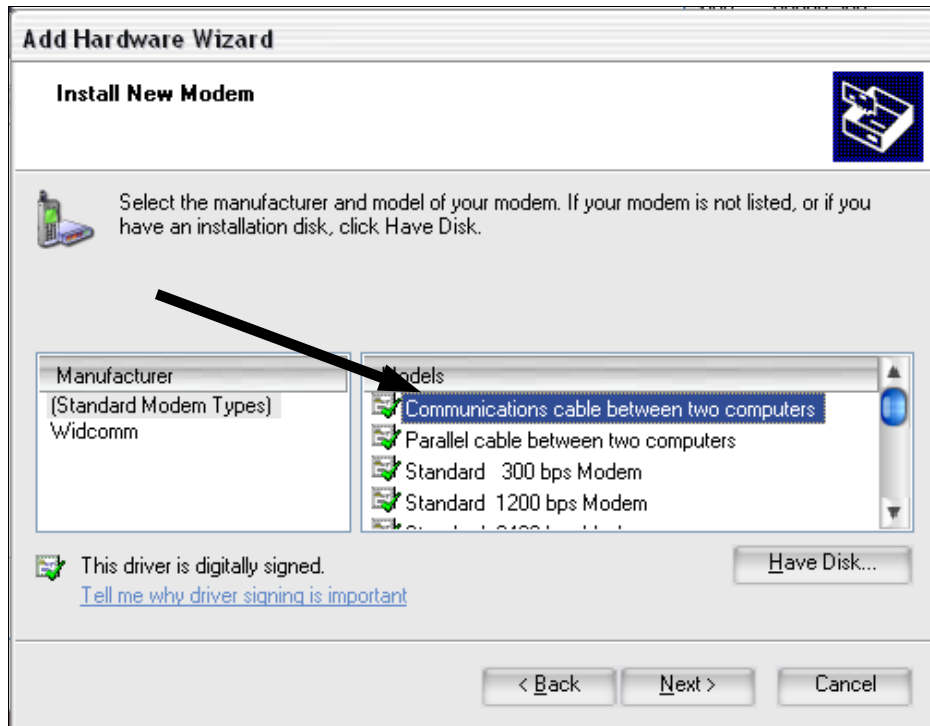 Add Hardware Wizard
Install New Modem
Select the manufacturer and model of your modem. If your modem is not listed, or if you
have an installation disk, click Have Disk.
Manufacturer
(Standard Modem Types)
Widcomm
Models
Communications cable between two computers
Parallel cable between two computers
Standard 300 bps Modem
Standard 1200 bps Modem
This driver is digitally signed.
Tell me why driver signing is important
Have Disk...
< Back
Next >
Cancel